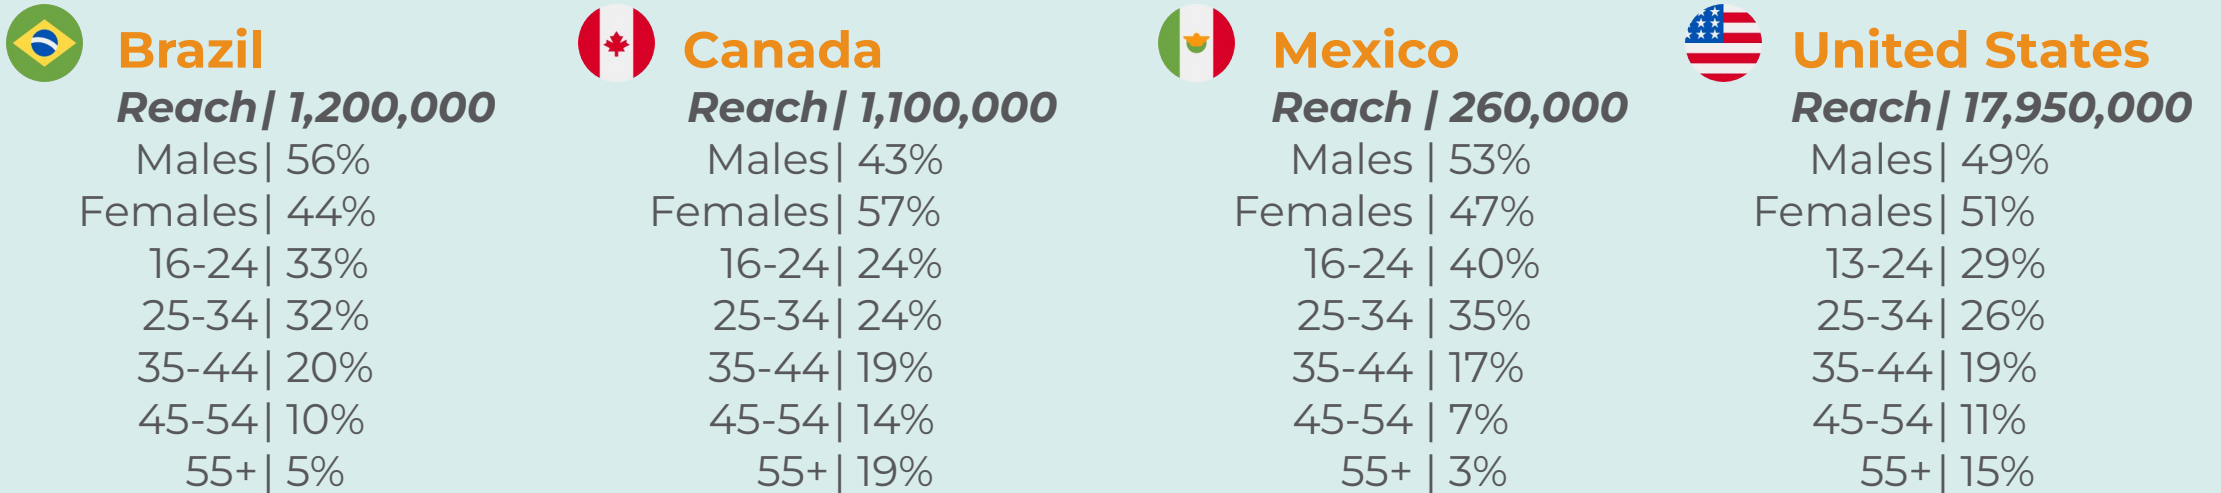 Brazil
Reach| 1,200,000
Males| 56%
Females| 44%
16-24| 33%
25-34| 32%
35-44| 20%
45-54| 10%
55+| 5%
Canada
Reach| 1,100,000
Males| 43%
Females| 57%
16-24| 24%
25-34| 24%
35-44| 19%
45-54| 14%
55+| 19%
Mexico
Reach | 260,000
Males | 53%
Females | 47%
16-24 | 40%
25-34 | 35%
35-44 | 17%
45-54 | 7%
55+ | 3%
United States
Reach| 17,950,000
Males| 49%
Females| 51%
13-24| 29%
25-34| 26%
35-44| 19%
45-54| 11%
55+| 15%